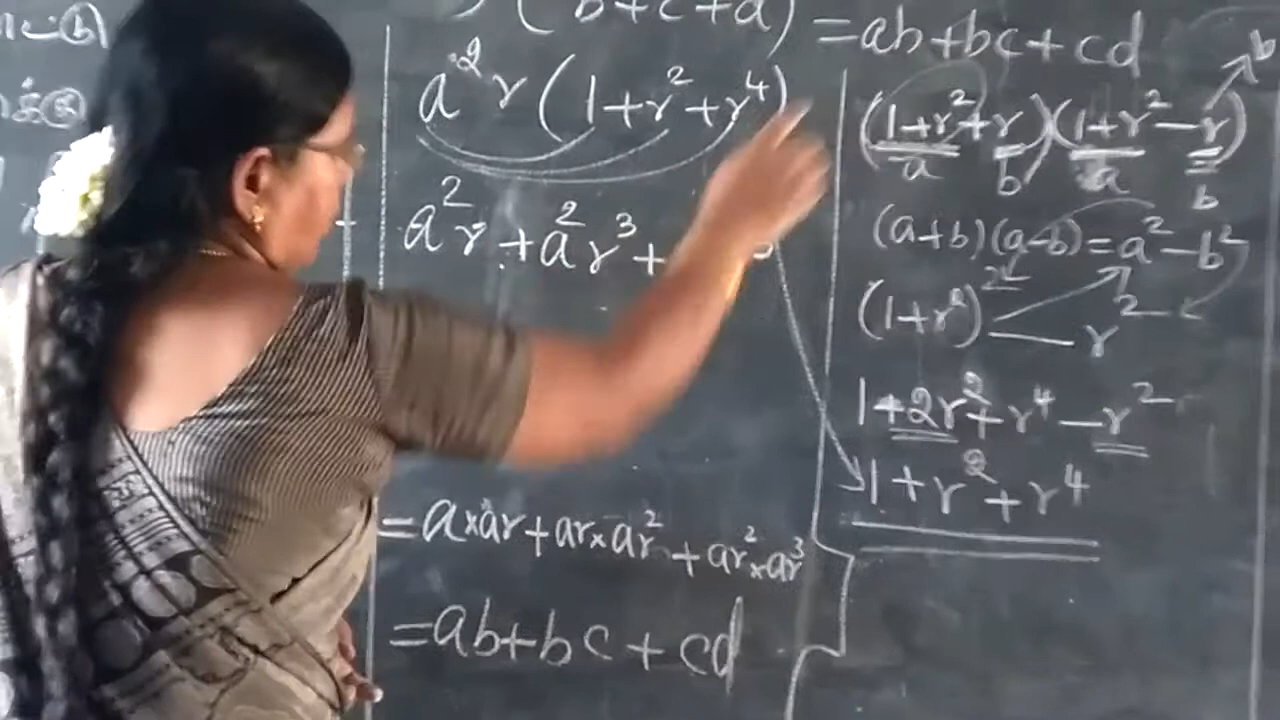 (b+c+d) = ab+bc+cd
a²r(1+r²+r⁴)
a²r + a²r³ +
= a×ar + ar×ar² + ar²×ar³
= ab+bc+cd
b
(1+r²+r)(1+r²−r)
a b a b
(a+b)(a−b) = a²−b²
(1+r²)² r²
1+2r²+r⁴−r²
1+r²+r⁴